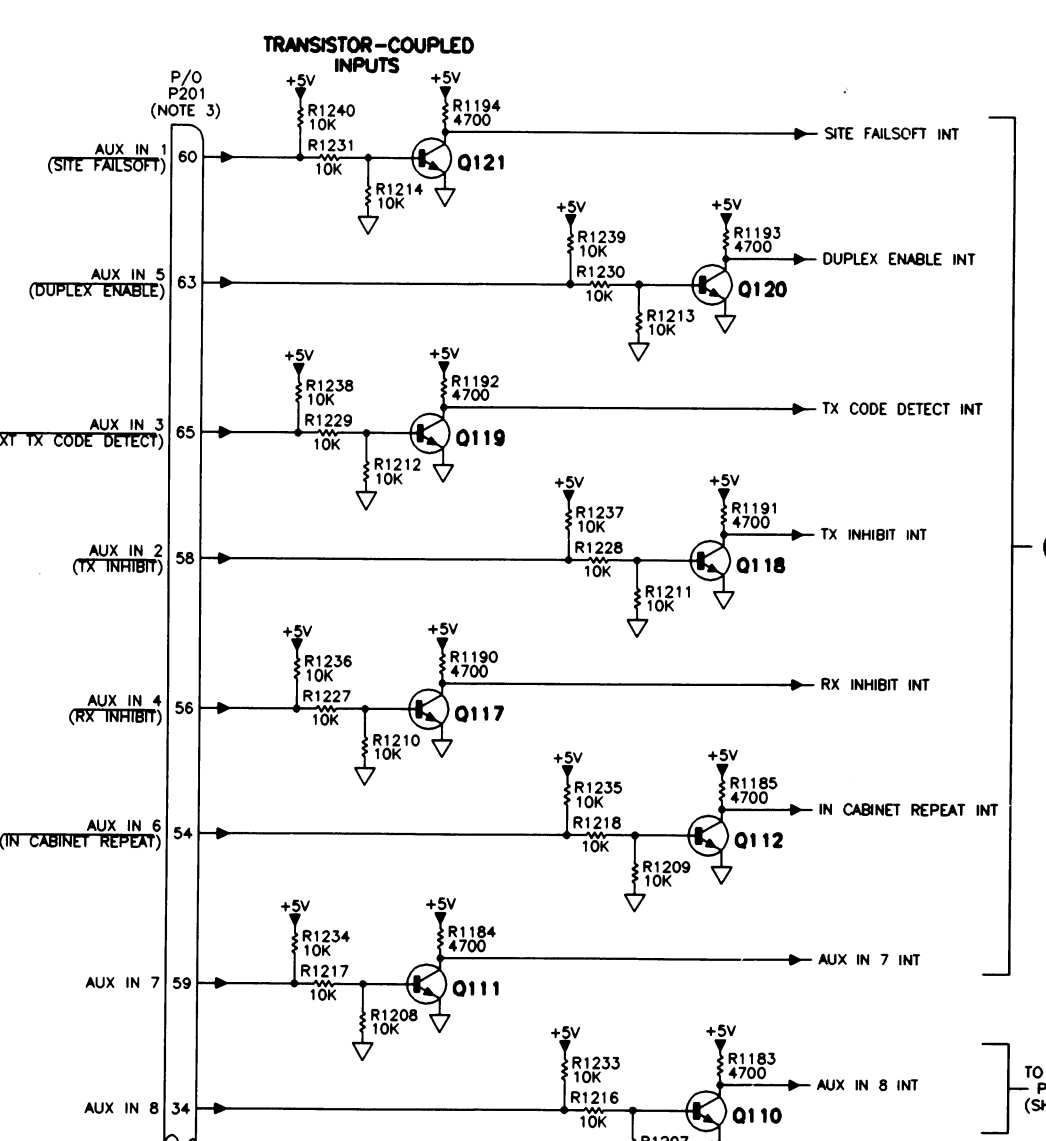 TRANSISTOR-COUPLED
INPUTS
P/O
P201
(NOTE 3)
+5V
R1240
10K
+5V
R1194
4700
SITE FAILSOFT INT
AUX IN 1
(SITE FAILSOFT)
60
R1231
10K
Q121
R1214
10K
+5V
R1239
10K
+5V
R1193
4700
DUPLEX ENABLE INT
AUX IN 5
(DUPLEX ENABLE)
63
R1230
10K
Q120
R1213
10K
+5V
R1238
10K
+5V
R1192
4700
TX CODE DETECT INT
AUX IN 3
XT TX CODE DETECT)
65
R1229
10K
Q119
R1212
10K
+5V
R1237
10K
+5V
R1191
4700
TX INHIBIT INT
AUX IN 2
(TX INHIBIT)
58
R1228
10K
Q118
R1211
10K
+5V
R1236
10K
+5V
R1190
4700
RX INHIBIT INT
AUX IN 4
(RX INHIBIT)
56
R1227
10K
Q117
R1210
10K
+5V
R1235
10K
+5V
R1185
4700
IN CABINET REPEAT INT
AUX IN 6
(IN CABINET REPEAT)
54
R1218
10K
Q112
R1209
10K
+5V
R1234
10K
+5V
R1184
4700
AUX IN 7 INT
AUX IN 7
59
R1217
10K
Q111
R1208
10K
+5V
R1233
10K
+5V
R1183
4700
AUX IN 8 INT
TO
P
(SH
AUX IN 8
34
R1216
10K
Q110